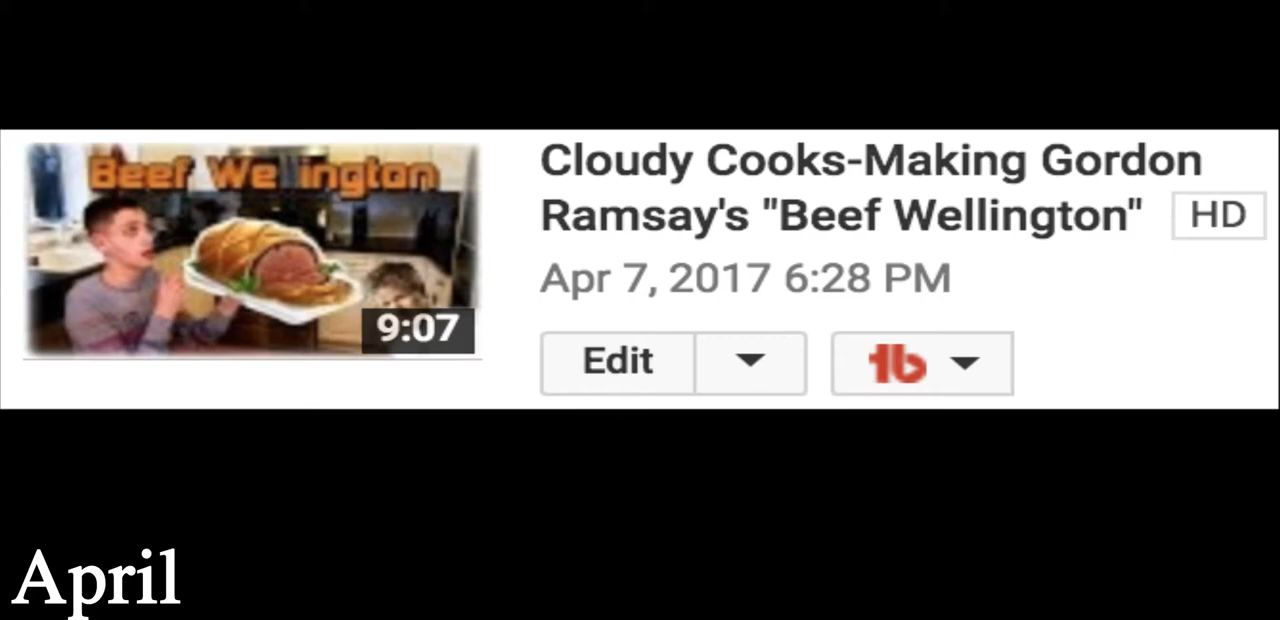 Beef We ington
9:07
Cloudy Cooks-Making Gordon
Ramsay's "Beef Wellington" HD
Apr 7, 2017 6:28 PM
Edit
tb
April